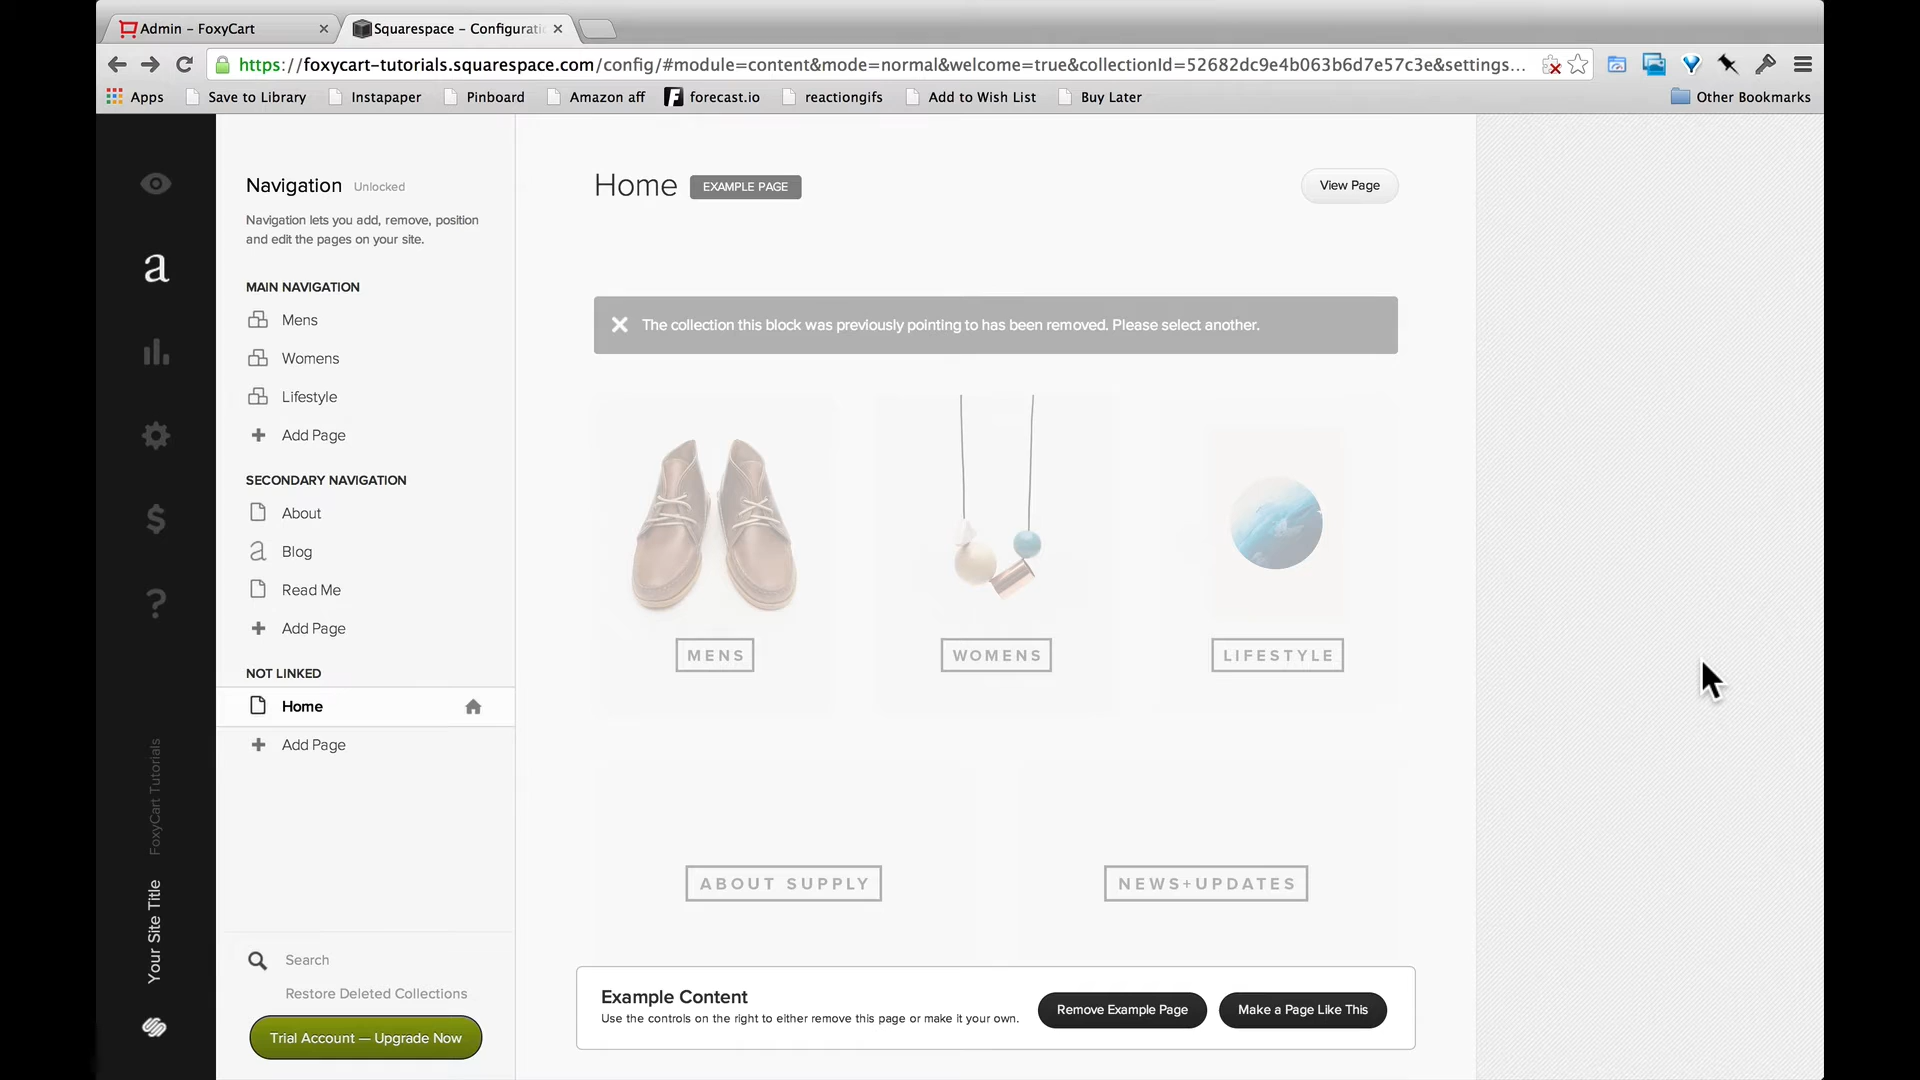 Admin – FoxyCart
Squarespace – Configurati
https://foxycart-tutorials.squarespace.com/config/#module=content&mode=normal&welcome=true&collectionId=52682dc9e4b063b6d7e57c3e&settings...
Apps Save to Library Instapaper Pinboard Amazon aff forecast.io reactiongifs Add to Wish List Buy Later Other Bookmarks
Navigation Unlocked
Navigation lets you add, remove, position
and edit the pages on your site.
MAIN NAVIGATION
Mens
Womens
Lifestyle
Add Page
SECONDARY NAVIGATION
About
Blog
Read Me
Add Page
NOT LINKED
Home
Add Page
Search
Restore Deleted Collections
Trial Account — Upgrade Now
Your Site Title FoxyCart Tutorials
Home EXAMPLE PAGE
View Page
The collection this block was previously pointing to has been removed. Please select another.
MENS
WOMENS
LIFESTYLE
ABOUT SUPPLY
NEWS+UPDATES
Example Content
Use the controls on the right to either remove this page or make it your own.
Remove Example Page
Make a Page Like This